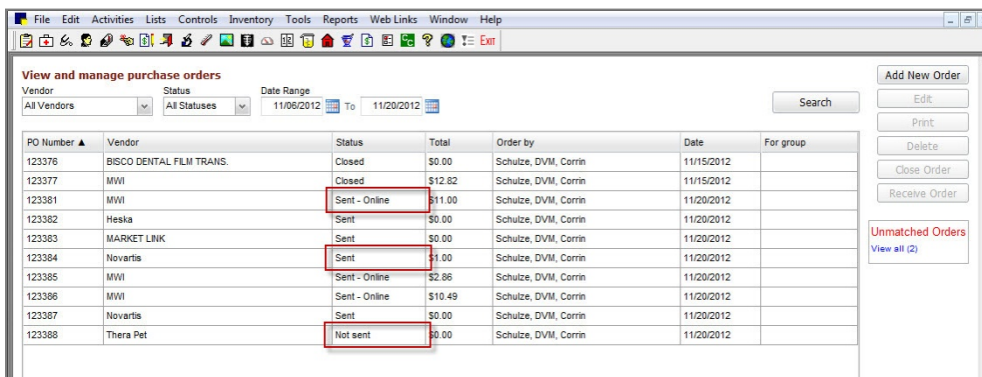 File Edit Activities Lists Controls Inventory Tools Reports Web Links Window Help
EXIT
View and manage purchase orders
Vendor Status Date Range
All Vendors All Statuses 11/06/2012 To 11/20/2012 Search
Add New Order
Edit
Print
Delete
Close Order
Receive Order
Unmatched Orders
View all (2)
PO Number ▲ Vendor Status Total Order by Date For group
123376 BISCO DENTAL FILM TRANS. Closed $0.00 Schulze, DVM, Corrin 11/15/2012
123377 MWI Closed $12.82 Schulze, DVM, Corrin 11/15/2012
123381 MWI Sent - Online $11.00 Schulze, DVM, Corrin 11/20/2012
123382 Heska Sent $0.00 Schulze, DVM, Corrin 11/20/2012
123383 MARKET LINK Sent $0.00 Schulze, DVM, Corrin 11/20/2012
123384 Novartis Sent $1.00 Schulze, DVM, Corrin 11/20/2012
123385 MWI Sent - Online $2.86 Schulze, DVM, Corrin 11/20/2012
123386 MWI Sent - Online $10.49 Schulze, DVM, Corrin 11/20/2012
123387 Novartis Sent $0.00 Schulze, DVM, Corrin 11/20/2012
123388 Thera Pet Not sent $0.00 Schulze, DVM, Corrin 11/20/2012